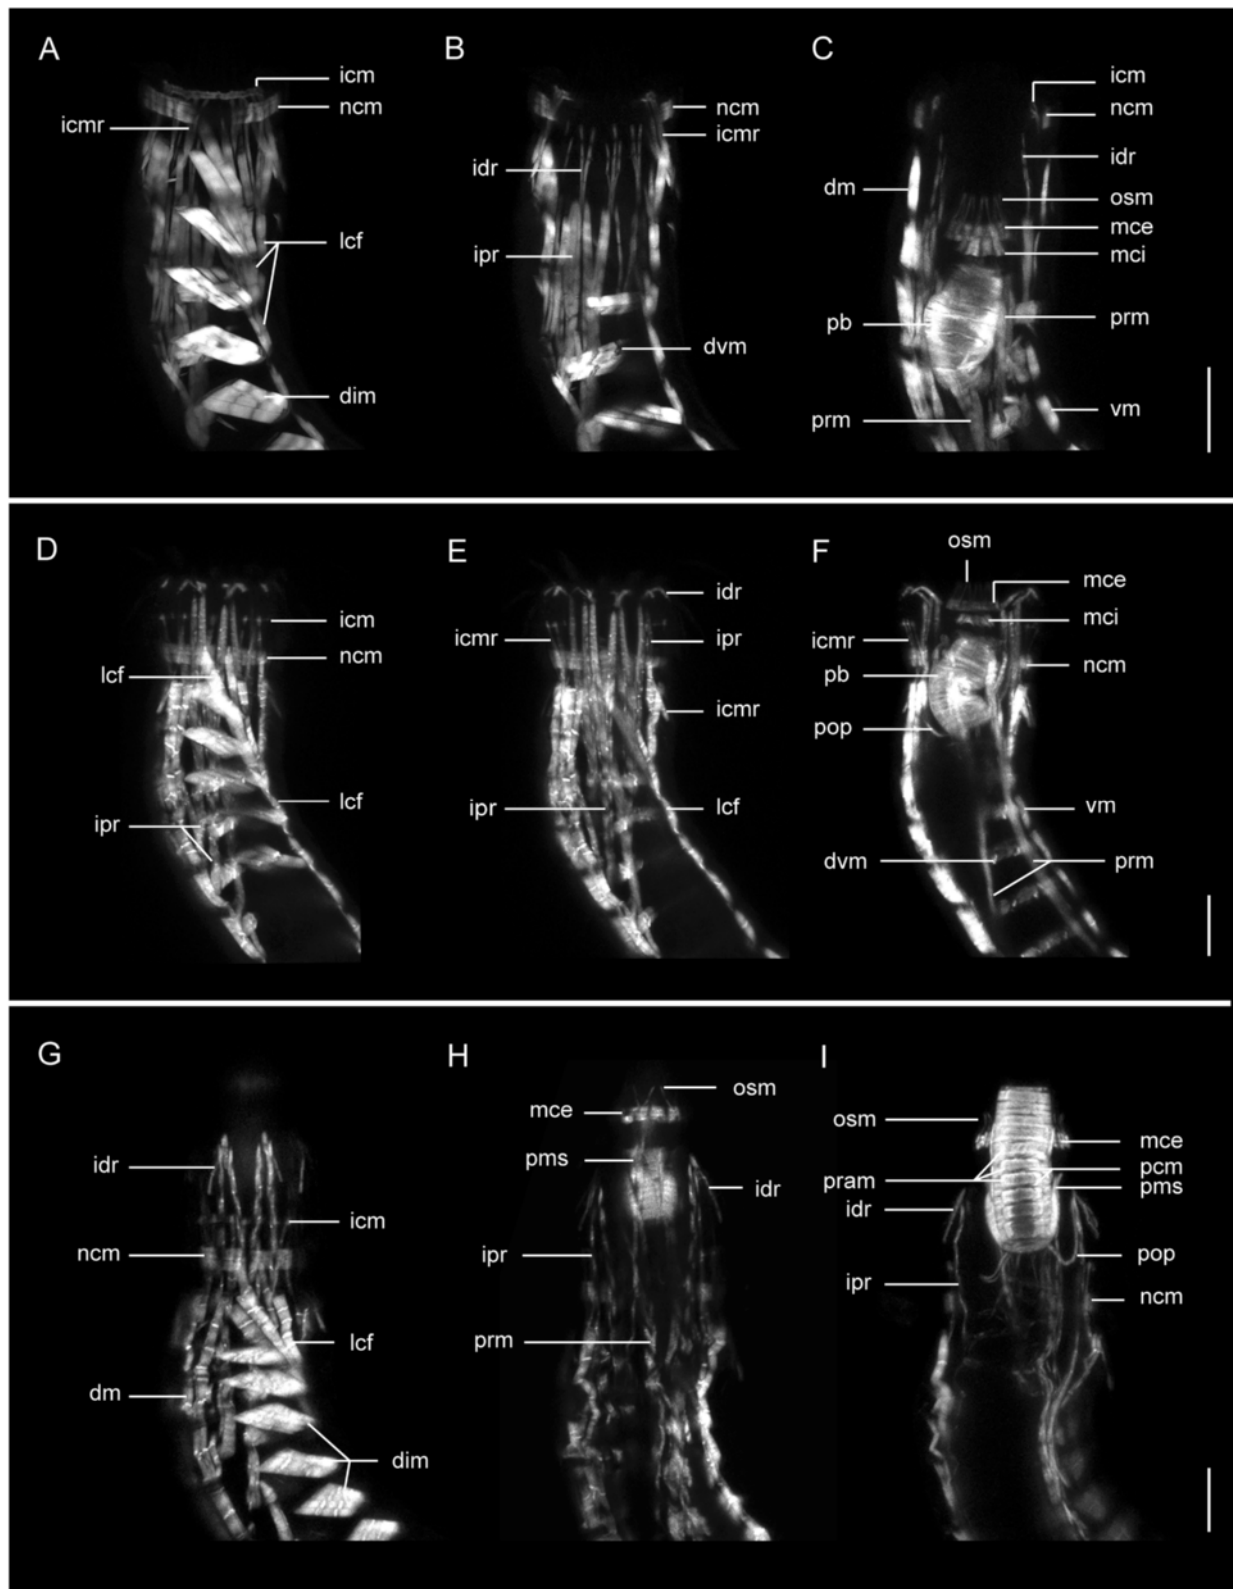 A
B
C
icm
ncm
icmr
lcf
dim
ncm
icmr
idr
ipr
dvm
icm
ncm
idr
dm
osm
mce
mci
pb
prm
prm
vm
D
E
F
icm
ncm
lcf
lcf
ipr
idr
icmr
ipr
icmr
ipr
lcf
osm
mce
mci
icmr
ncm
pb
pop
vm
dvm
prm
G
H
I
idr
icm
ncm
lcf
dm
dim
osm
mce
pms
idr
ipr
prm
osm
mce
pcm
pram
pms
idr
pop
ipr
ncm